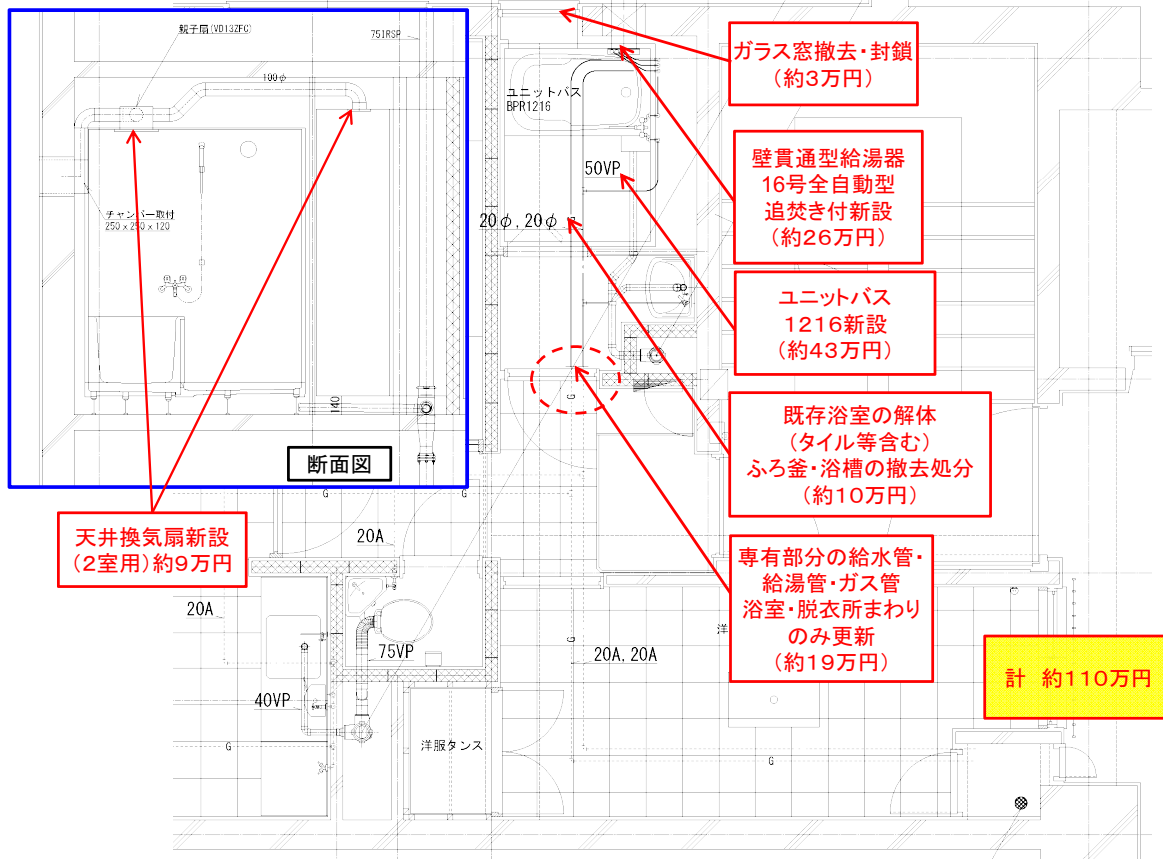 親子扇(VD13ZFC)
75IRSP
100φ
チャンバー取付
250x250x120
140
断面図
ユニットバス
BPR1216
50VP
20φ, 20φ
G
ガラス窓撤去・封鎖
(約3万円)
壁貫通型給湯器
16号全自動型
追焚き付新設
(約26万円)
ユニットバス
1216新設
(約43万円)
既存浴室の解体
(タイル等含む)
ふろ釜・浴槽の撤去処分
(約10万円)
専有部分の給水管・
給湯管・ガス管
浴室・脱衣所まわり
のみ更新
(約19万円)
計 約110万円
天井換気扇新設
(2室用)約9万円
G
G
20A
20A
75VP
40VP
G
洋服タンス
G
20A, 20A
洋
G